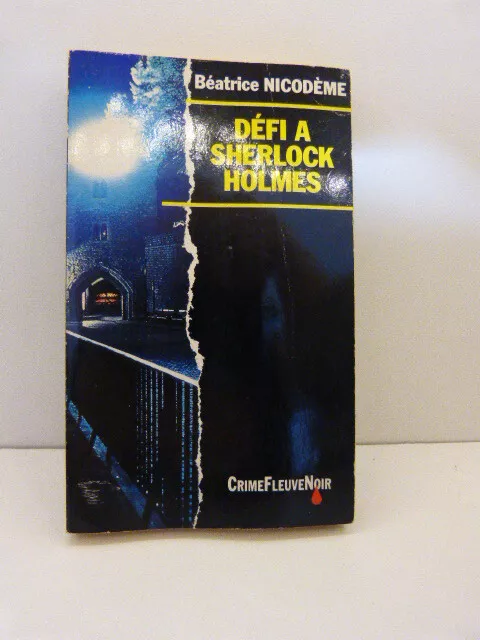 Béatrice NICODÈME
DÉFI A
SHERLOCK
HOLMES
CRIMEFLEUVENOIR